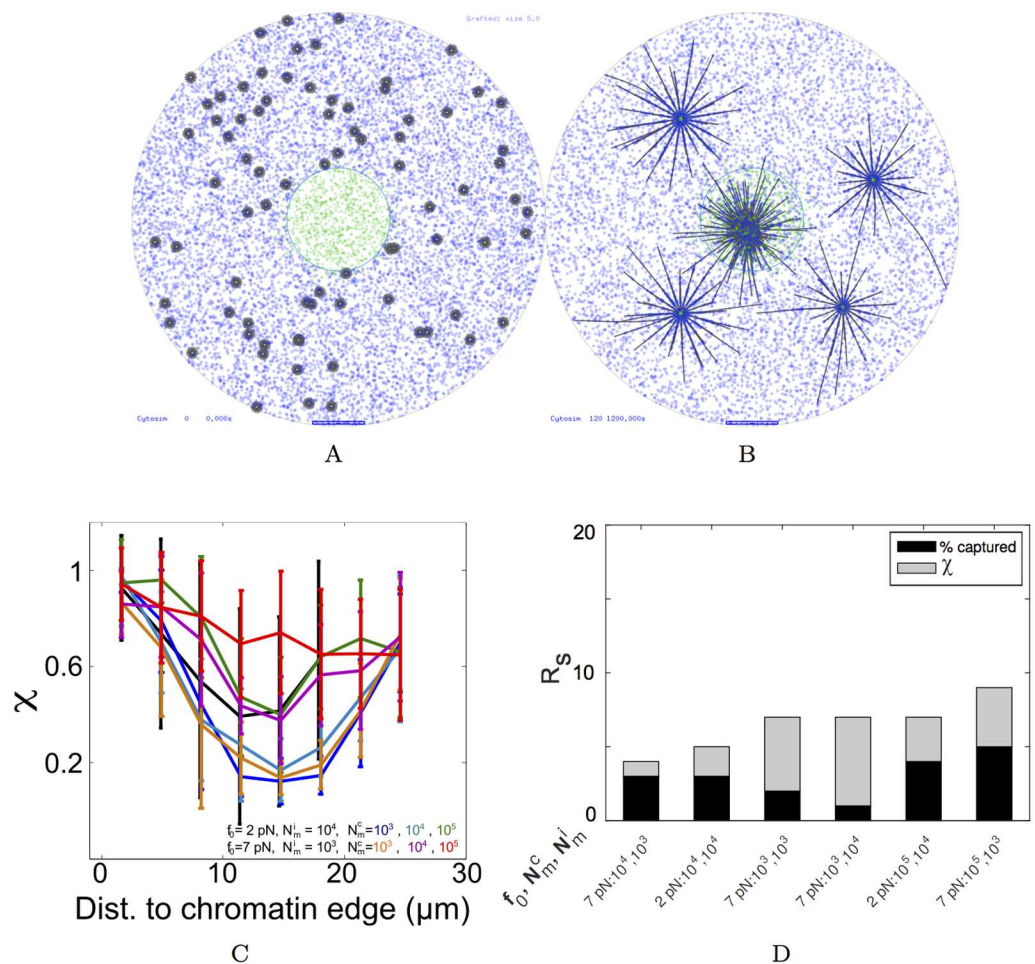 Grafted: size 5.0
Cytosim 0 0.000s
Cytosim 120 1200.000s
A
B
1
0.6
0.2
χ
f₀= 2 pN, Nᵢₘ = 10⁴, Nᶜₘ=10³ , 10⁴ , 10⁵
f₀=7 pN, Nᵢₘ = 10³, Nᶜₘ=10³ , 10⁴ , 10⁵
0
10
20
30
Dist. to chromatin edge (μm)
C
20
10
0
Rₛ
% captured
χ
f₀, Nᶜₘ, Nⁱₘ
7 pN:10⁴,10³
2 pN:10⁴,10⁴
7 pN:10³,10³
7 pN:10³,10⁴
2 pN:10⁵,10⁴
7 pN:10⁵,10³
D